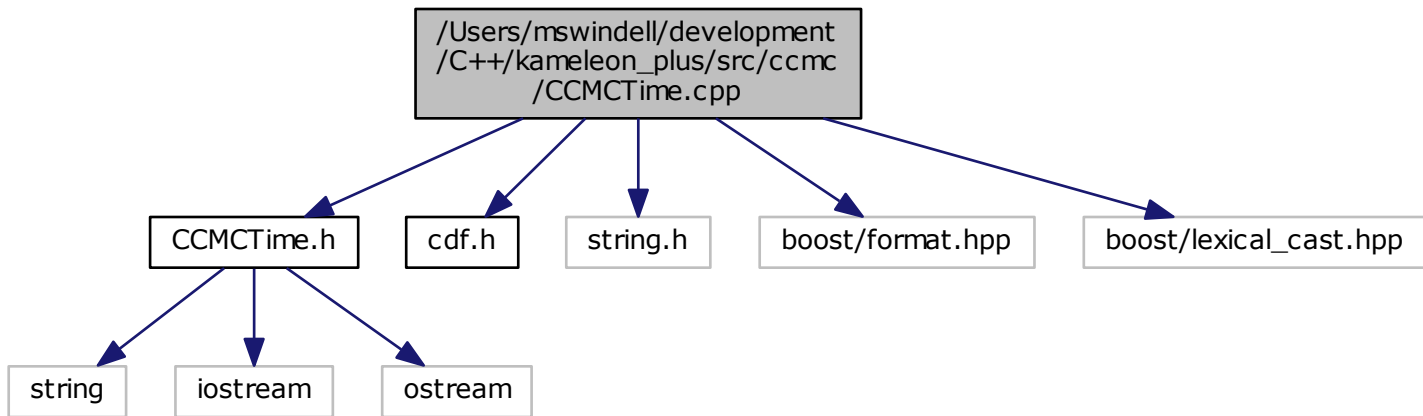 /Users/mswindell/development
/C++/kameleon_plus/src/ccmc
/CCMCTime.cpp
CCMCTime.h
cdf.h
string.h
boost/format.hpp
boost/lexical_cast.hpp
string
iostream
ostream